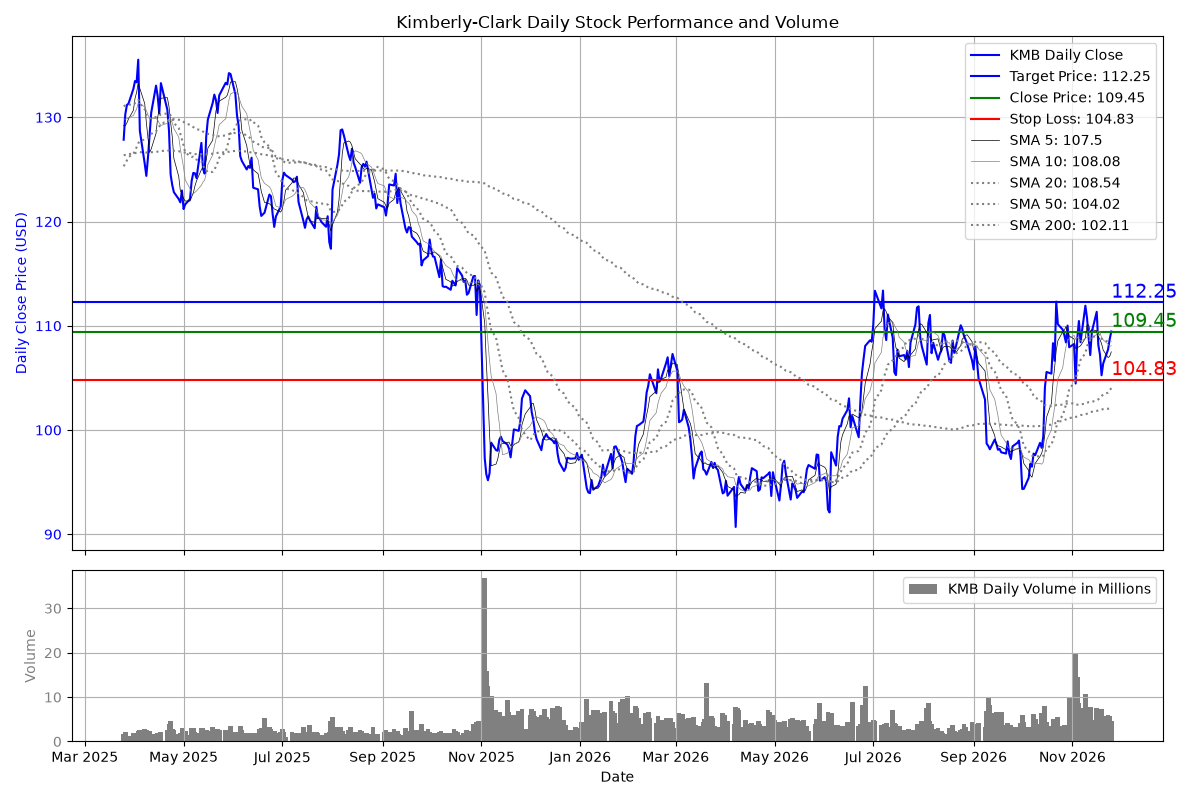 Kimberly-Clark Daily Stock Performance and Volume
KMB Daily Close
Target Price: 112.25
Close Price: 109.45
Stop Loss: 104.83
SMA 5: 107.5
SMA 10: 108.08
SMA 20: 108.54
SMA 50: 104.02
SMA 200: 102.11
Daily Close Price (USD)
130
120
110
100
90
112.25
109.45
104.83
KMB Daily Volume in Millions
Volume
30
20
10
0
Mar 2025
May 2025
Jul 2025
Sep 2025
Nov 2025
Jan 2026
Mar 2026
May 2026
Jul 2026
Sep 2026
Nov 2026
Date